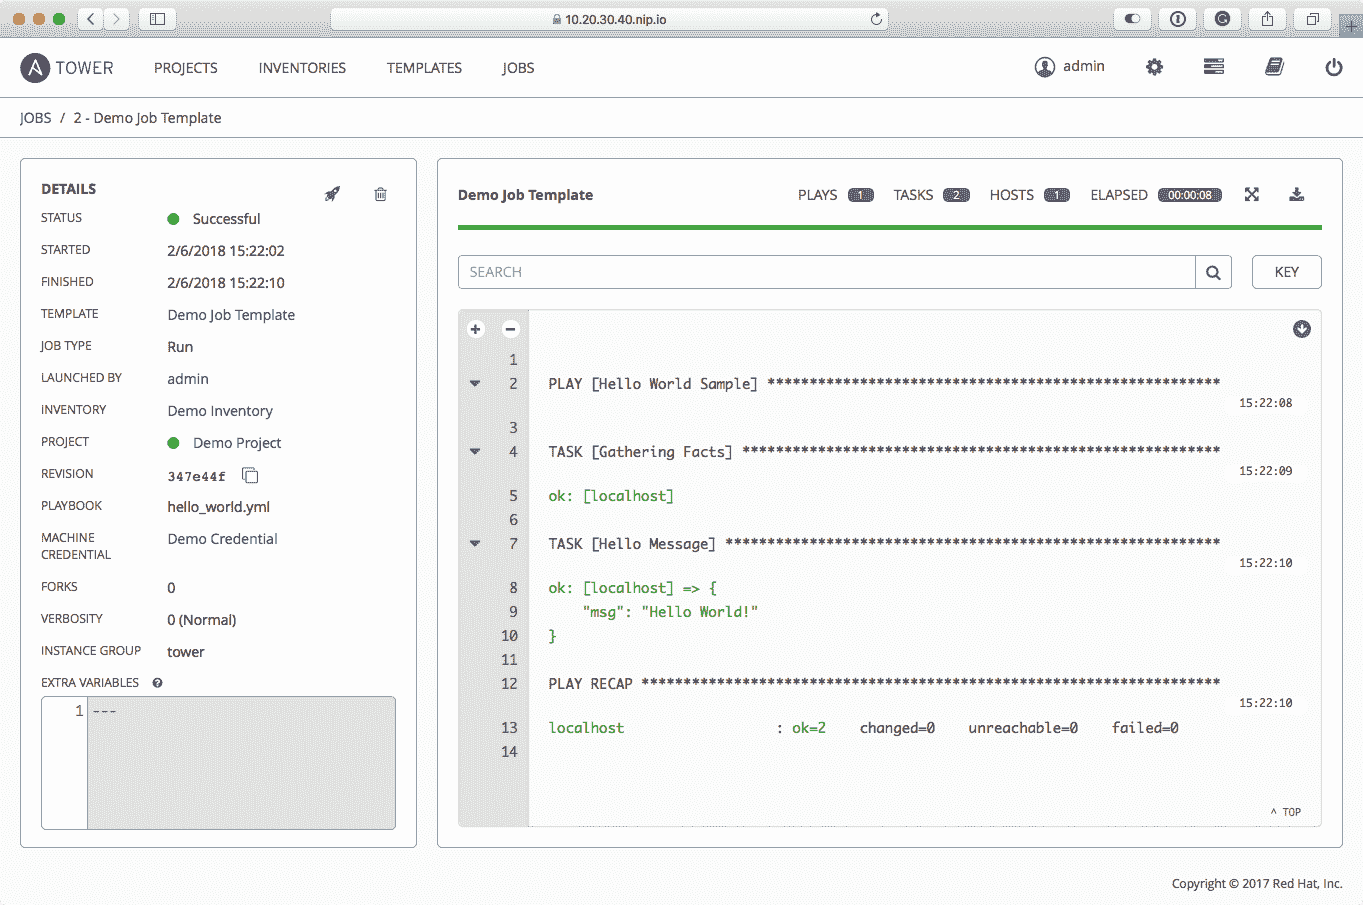 10.20.30.40.nip.io
TOWER PROJECTS INVENTORIES TEMPLATES JOBS admin
JOBS / 2 - Demo Job Template
DETAILS
STATUS Successful
STARTED 2/6/2018 15:22:02
FINISHED 2/6/2018 15:22:10
TEMPLATE Demo Job Template
JOB TYPE Run
LAUNCHED BY admin
INVENTORY Demo Inventory
PROJECT Demo Project
REVISION 347e44f
PLAYBOOK hello_world.yml
MACHINE CREDENTIAL Demo Credential
FORKS 0
VERBOSITY 0 (Normal)
INSTANCE GROUP tower
EXTRA VARIABLES ?
1 ---
Demo Job Template PLAYS 1 TASKS 2 HOSTS 1 ELAPSED 00:00:08
SEARCH KEY
1
2 PLAY [Hello World Sample] ******************************************************
15:22:08
3
4 TASK [Gathering Facts] *********************************************************
15:22:09
5 ok: [localhost]
6
7 TASK [Hello Message] ***********************************************************
15:22:10
8 ok: [localhost] => {
9 "msg": "Hello World!"
10 }
11
12 PLAY RECAP *********************************************************************
15:22:10
13 localhost : ok=2 changed=0 unreachable=0 failed=0
14
^ TOP
Copyright © 2017 Red Hat, Inc.